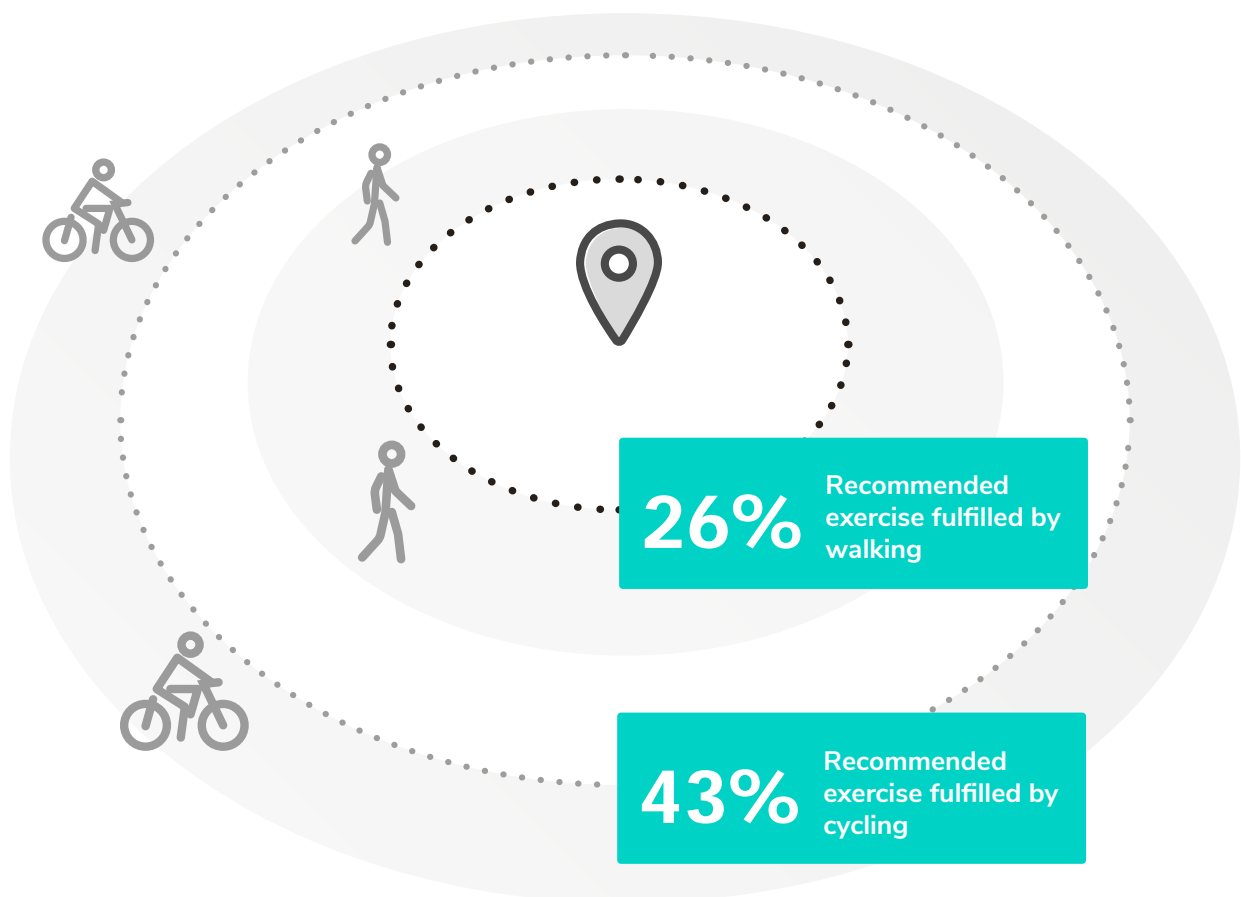 26%
Recommended
exercise fulfilled by
walking
43%
Recommended
exercise fulfilled by
cycling